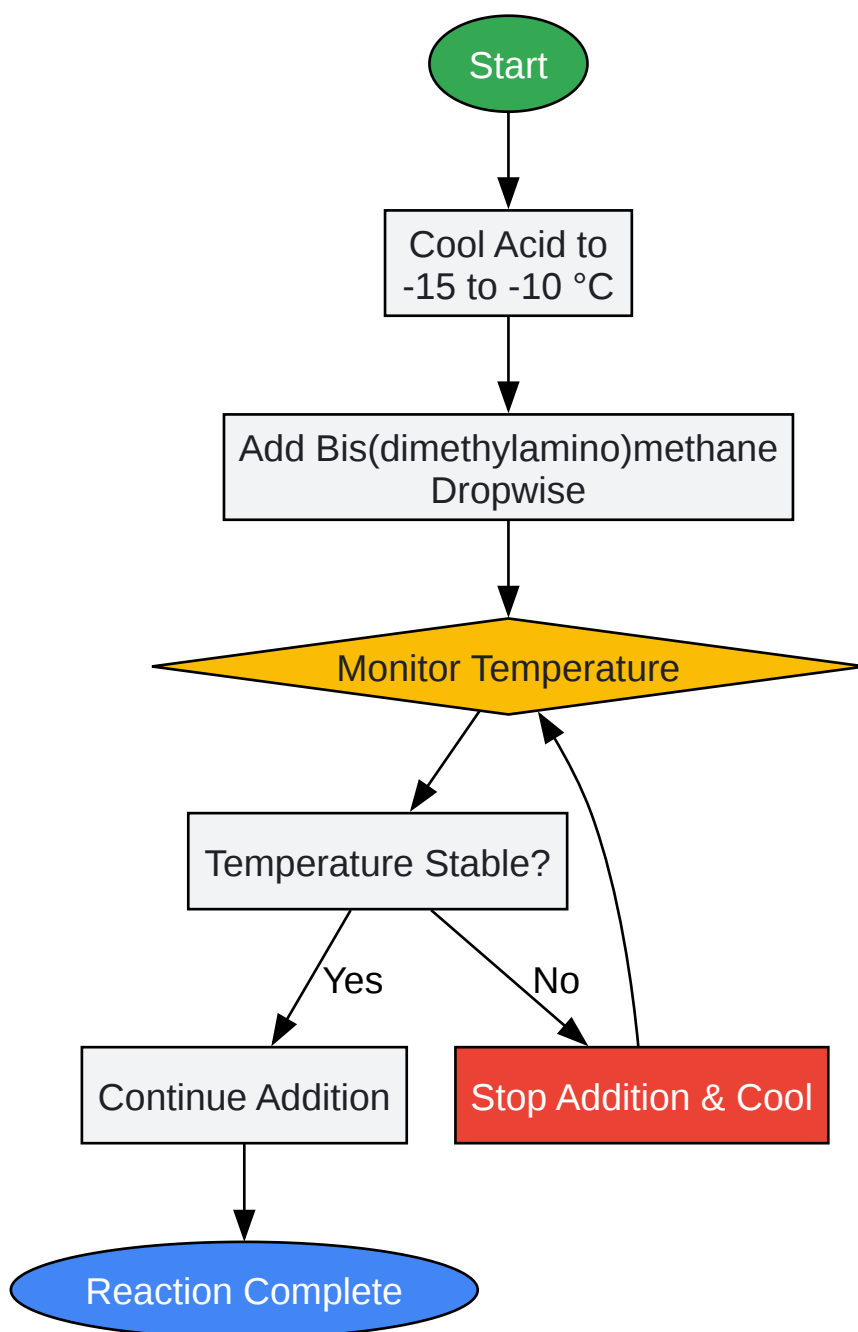 Start
Cool Acid to
-15 to -10 °C
Add Bis(dimethylamino)methane
Dropwise
Monitor Temperature
Temperature Stable?
Yes
No
Continue Addition
Stop Addition & Cool
Reaction Complete